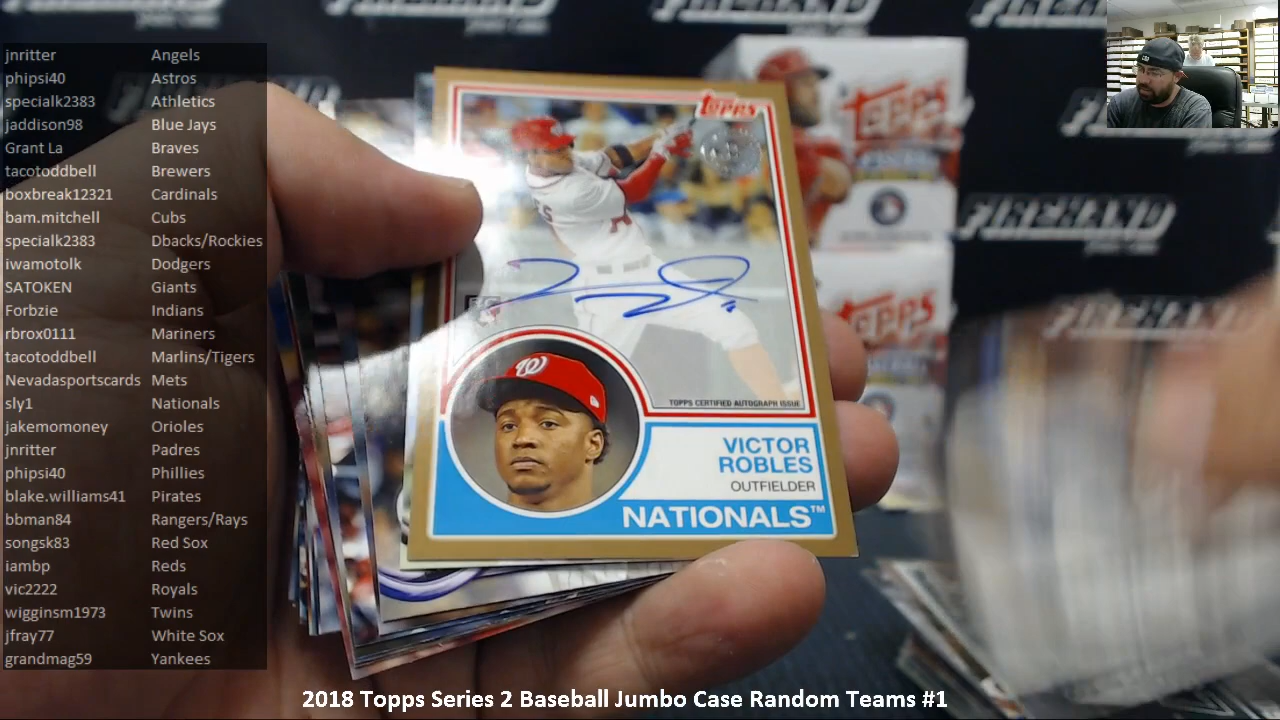 jnritter Angels
phipsi40 Astros
specialk2383 Athletics
jaddison98 Blue Jays
Grant La Braves
tacotoddbell Brewers
boxbreak12321 Cardinals
bam.mitchell Cubs
specialk2383 Dbacks/Rockies
iwamotolk Dodgers
SATOKEN Giants
Forbzie Indians
rbrox0111 Mariners
tacotoddbell Marlins/Tigers
Nevadasportscards Mets
sly1 Nationals
jakemomoney Orioles
jnritter Padres
phipsi40 Phillies
blake.williams41 Pirates
bbman84 Rangers/Rays
songsk83 Red Sox
iambp Reds
vic2222 Royals
wigginsm1973 Twins
jfray77 White Sox
grandmag59 Yankees
Topps
TOPPS CERTIFIED AUTOGRAPH ISSUE
VICTOR
ROBLES
OUTFIELDER
NATIONALS™
Topps
Topps
FIREHAND
2018 Topps Series 2 Baseball Jumbo Case Random Teams #1